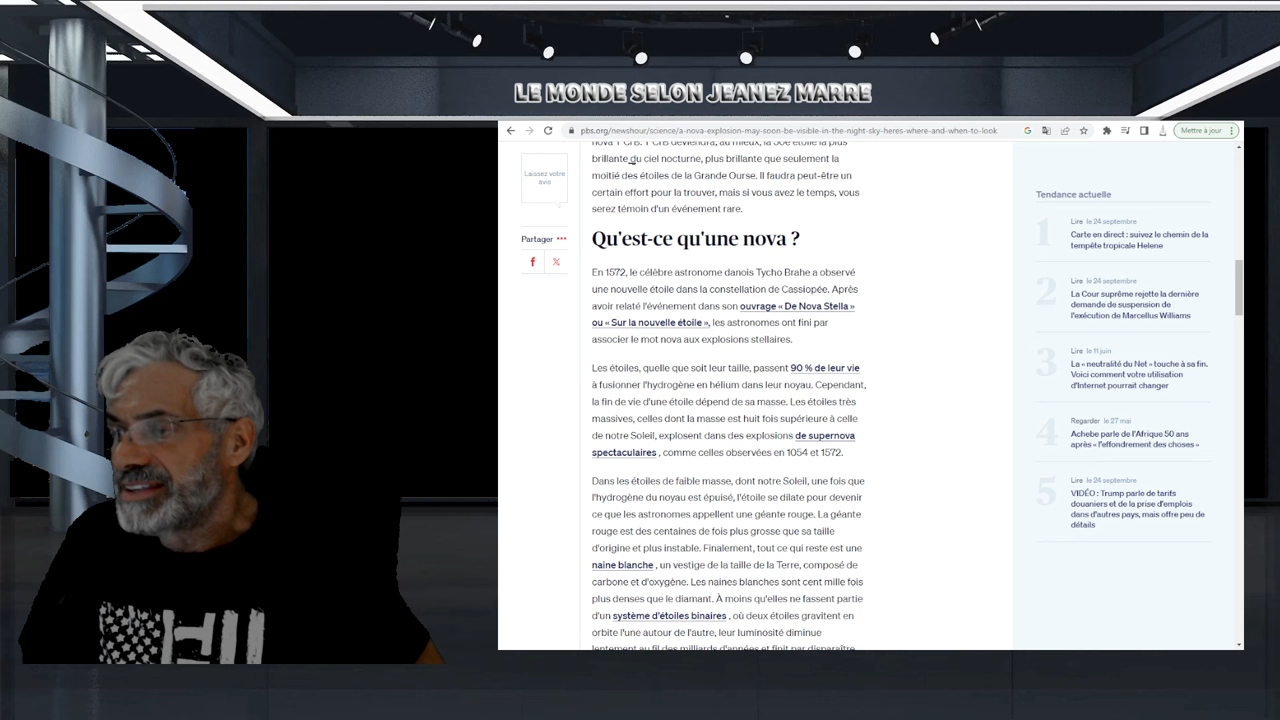 LE MONDE SELON JEANEZ MARRE
pbs.org/newshour/science/a-nova-explosion-may-soon-be-visible-in-the-night-sky-heres-where-and-when-to-look
Mettre à jour
brillante du ciel nocturne, plus brillante que seulement la
moitié des étoiles de la Grande Ourse. Il faudra peut-être un
certain effort pour la trouver, mais si vous avez le temps, vous
serez témoin d'un événement rare.
Laissez votre
avis
Partager
Qu'est-ce qu'une nova ?
En 1572, le célèbre astronome danois Tycho Brahe a observé
une nouvelle étoile dans la constellation de Cassiopée. Après
avoir relaté l'événement dans son ouvrage « De Nova Stella »
ou « Sur la nouvelle étoile », les astronomes ont fini par
associer le mot nova aux explosions stellaires.
Les étoiles, quelle que soit leur taille, passent 90 % de leur vie
à fusionner l'hydrogène en hélium dans leur noyau. Cependant,
la fin de vie d'une étoile dépend de sa masse. Les étoiles très
massives, celles dont la masse est huit fois supérieure à celle
de notre Soleil, explosent dans des explosions de supernova
spectaculaires , comme celles observées en 1054 et 1572.
Dans les étoiles de faible masse, dont notre Soleil, une fois que
l'hydrogène du noyau est épuisé, l'étoile se dilate pour devenir
ce que les astronomes appellent une géante rouge. La géante
rouge est des centaines de fois plus grosse que sa taille
d'origine et plus instable. Finalement, tout ce qui reste est une
naine blanche , un vestige de la taille de la Terre, composé de
carbone et d'oxygène. Les naines blanches sont cent mille fois
plus denses que le diamant. À moins qu'elles ne fassent partie
d'un système d'étoiles binaires , où deux étoiles gravitent en
orbite l'une autour de l'autre, leur luminosité diminue
lentement au fil des milliards d'années et finit par disparaître
Tendance actuelle
1
Lire le 24 septembre
Carte en direct : suivez le chemin de la
tempête tropicale Helene
2
Lire le 24 septembre
La Cour suprême rejette la dernière
demande de suspension de
l'exécution de Marcellus Williams
3
Lire le 11 juin
La « neutralité du Net » touche à sa fin.
Voici comment votre utilisation
d'Internet pourrait changer
4
Regarder le 27 mai
Achebe parle de l'Afrique 50 ans
après « l'effondrement des choses »
5
Lire le 24 septembre
VIDÉO : Trump parle de tarifs
douaniers et de la prise d'emplois
dans d'autres pays, mais offre peu de
détails